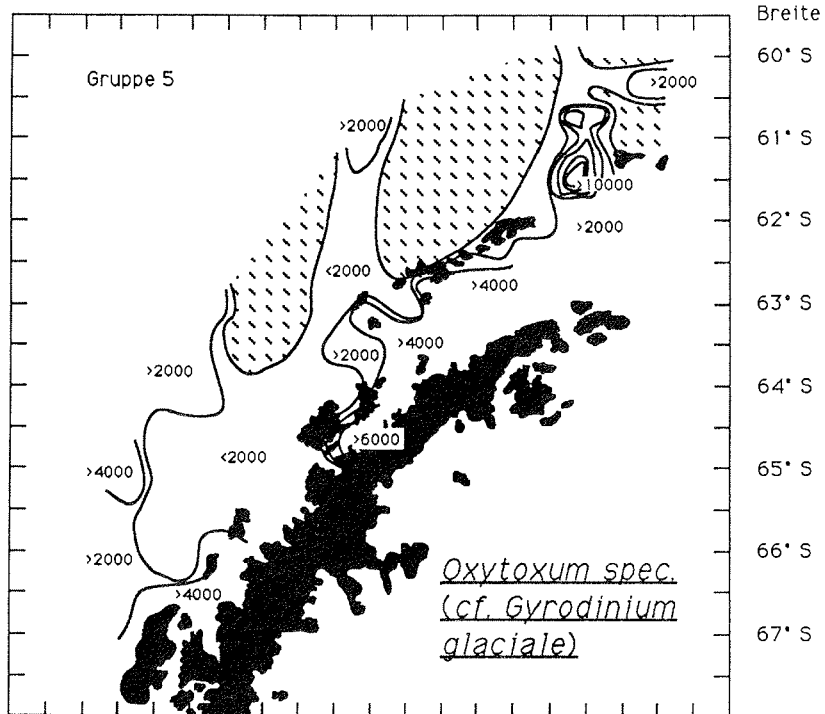 Breite
60° S
Gruppe 5
>2000
>2000
61° S
>10000
62° S
>2000
<2000
>4000
63° S
>4000
>2000
>2000
64° S
>6000
<2000
>4000
65° S
>2000
66° S
>4000
Oxytoxum spec.
(cf. Gyrodinium
glaciale)
67° S